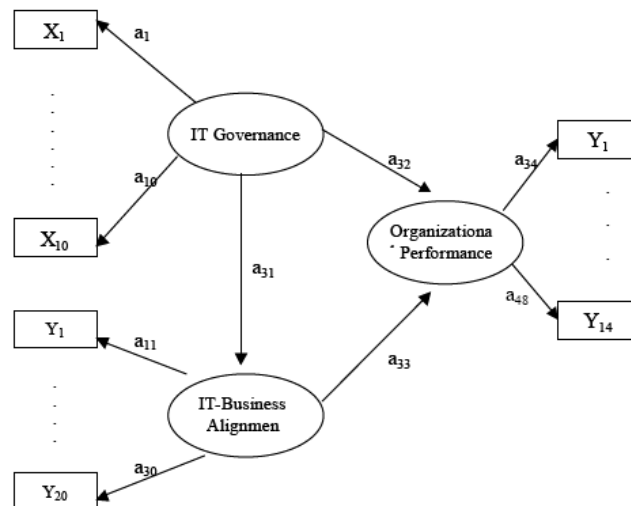 X1
a1
IT Governance
a10
X10
a32
a34
Y1
Organizationa
Performance
a31
a48
Y14
Y1
a11
a33
IT-Business
Alignmen
a30
Y20